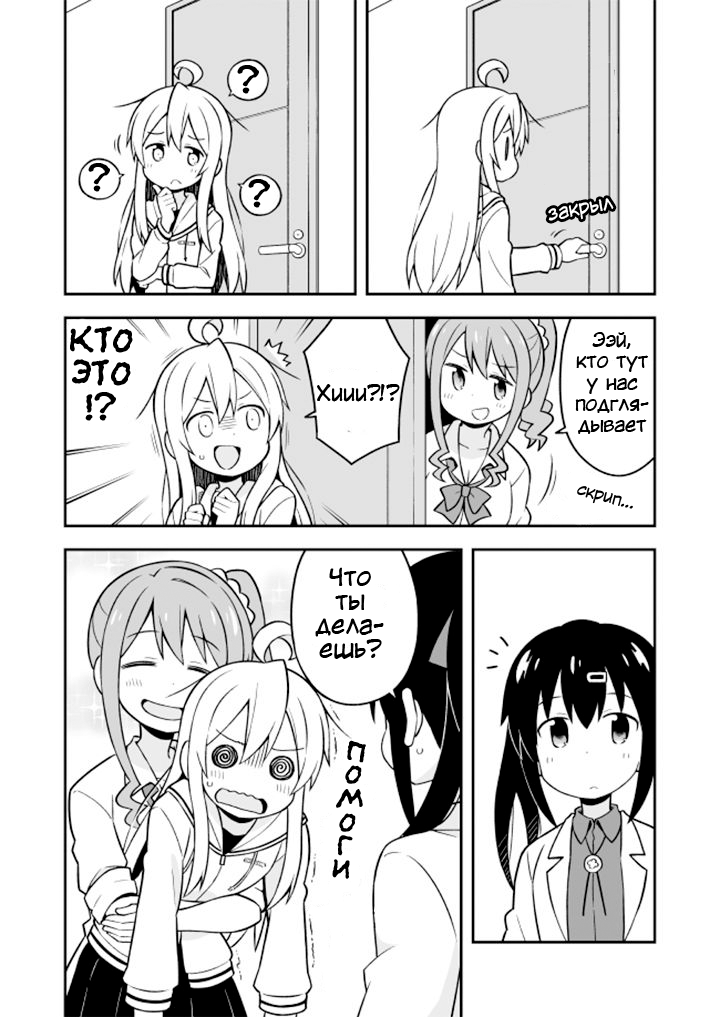 закрыл
?
?
?
Ээй,
кто тут
у нас
подгля-
дывает
скрип...
Хиии?!?
КТО
ЭТО
!?
Что
ты
дела-
ешь?
ПОМОГИ